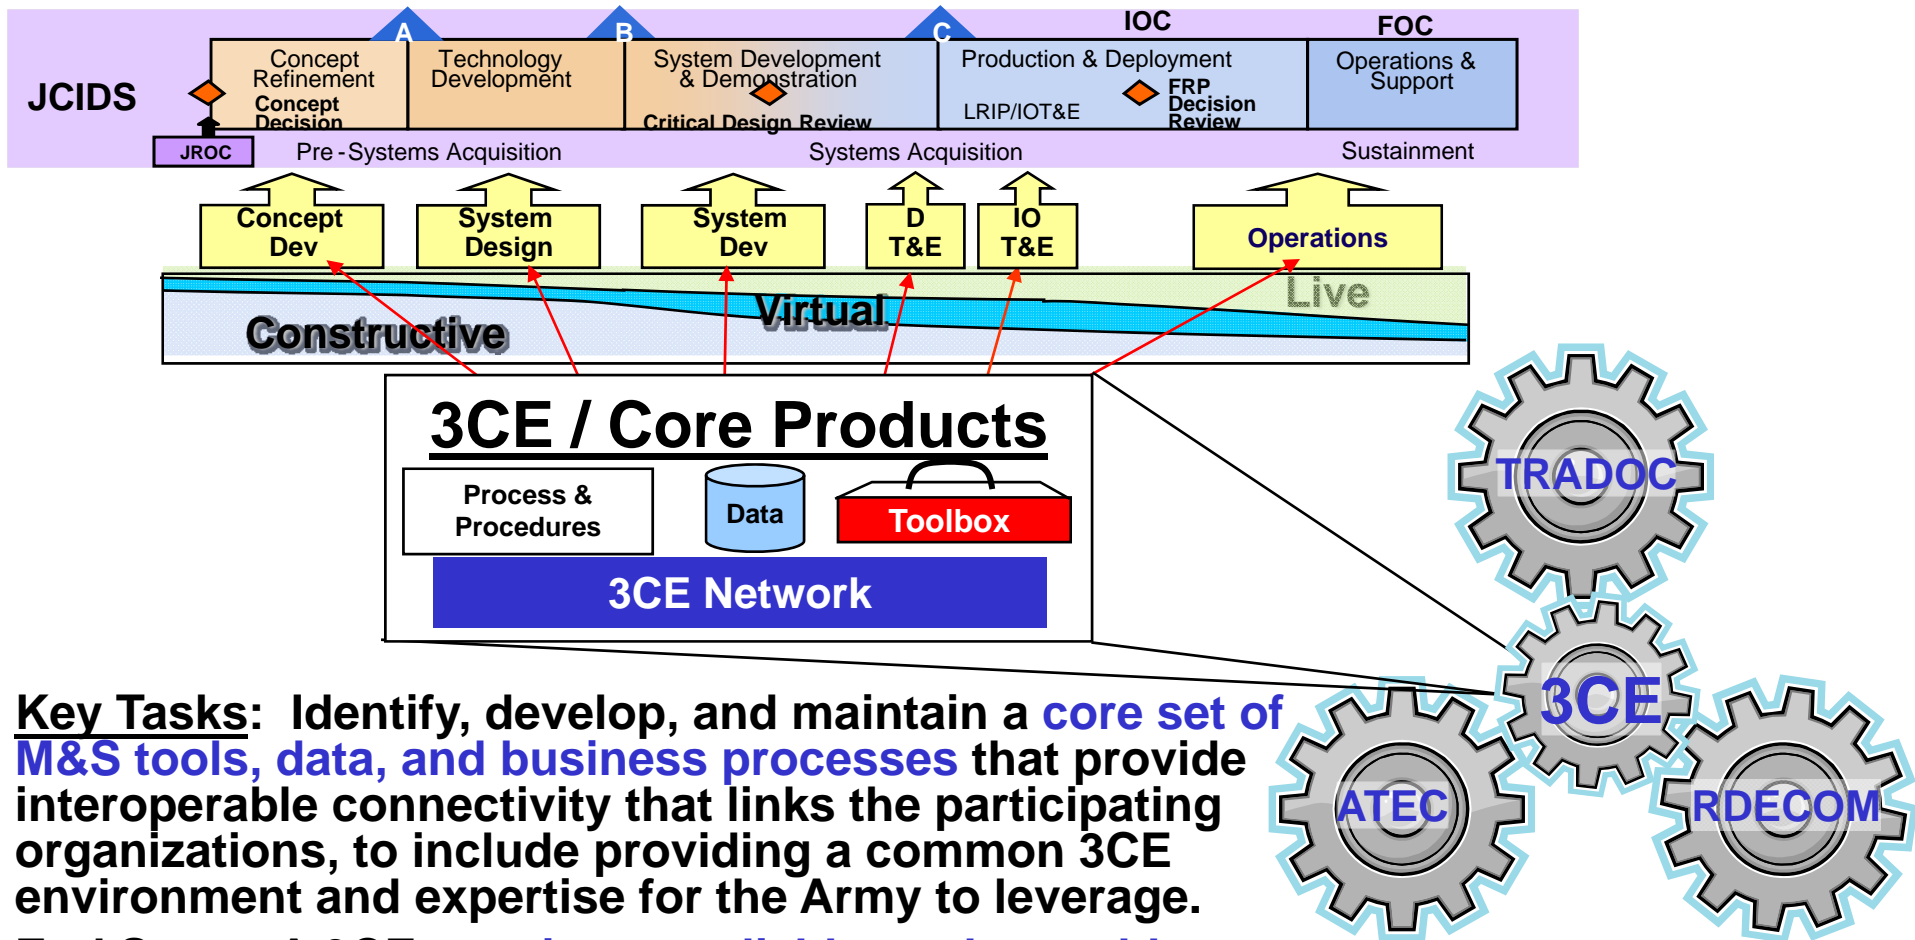 A
B
C
IOC
FOC
JCIDS
Concept
Refinement
Concept
Decision
Technology
Development
System Development
& Demonstration
Critical Design Review
Production & Deployment
LRIP/IOT&E
FRP
Decision
Review
Operations &
Support
JROC
Pre-Systems Acquisition
Systems Acquisition
Sustainment
Concept
Dev
System
Design
System
Dev
D
T&E
IO
T&E
Operations
Constructive
Virtual
Live
3CE / Core Products
Process &
Procedures
Data
Toolbox
3CE Network
TRADOC
3CE
ATEC
RDECOM
Key Tasks: Identify, develop, and maintain a core set of
M&S tools, data, and business processes that provide
interoperable connectivity that links the participating
organizations, to include providing a common 3CE
environment and expertise for the Army to leverage.